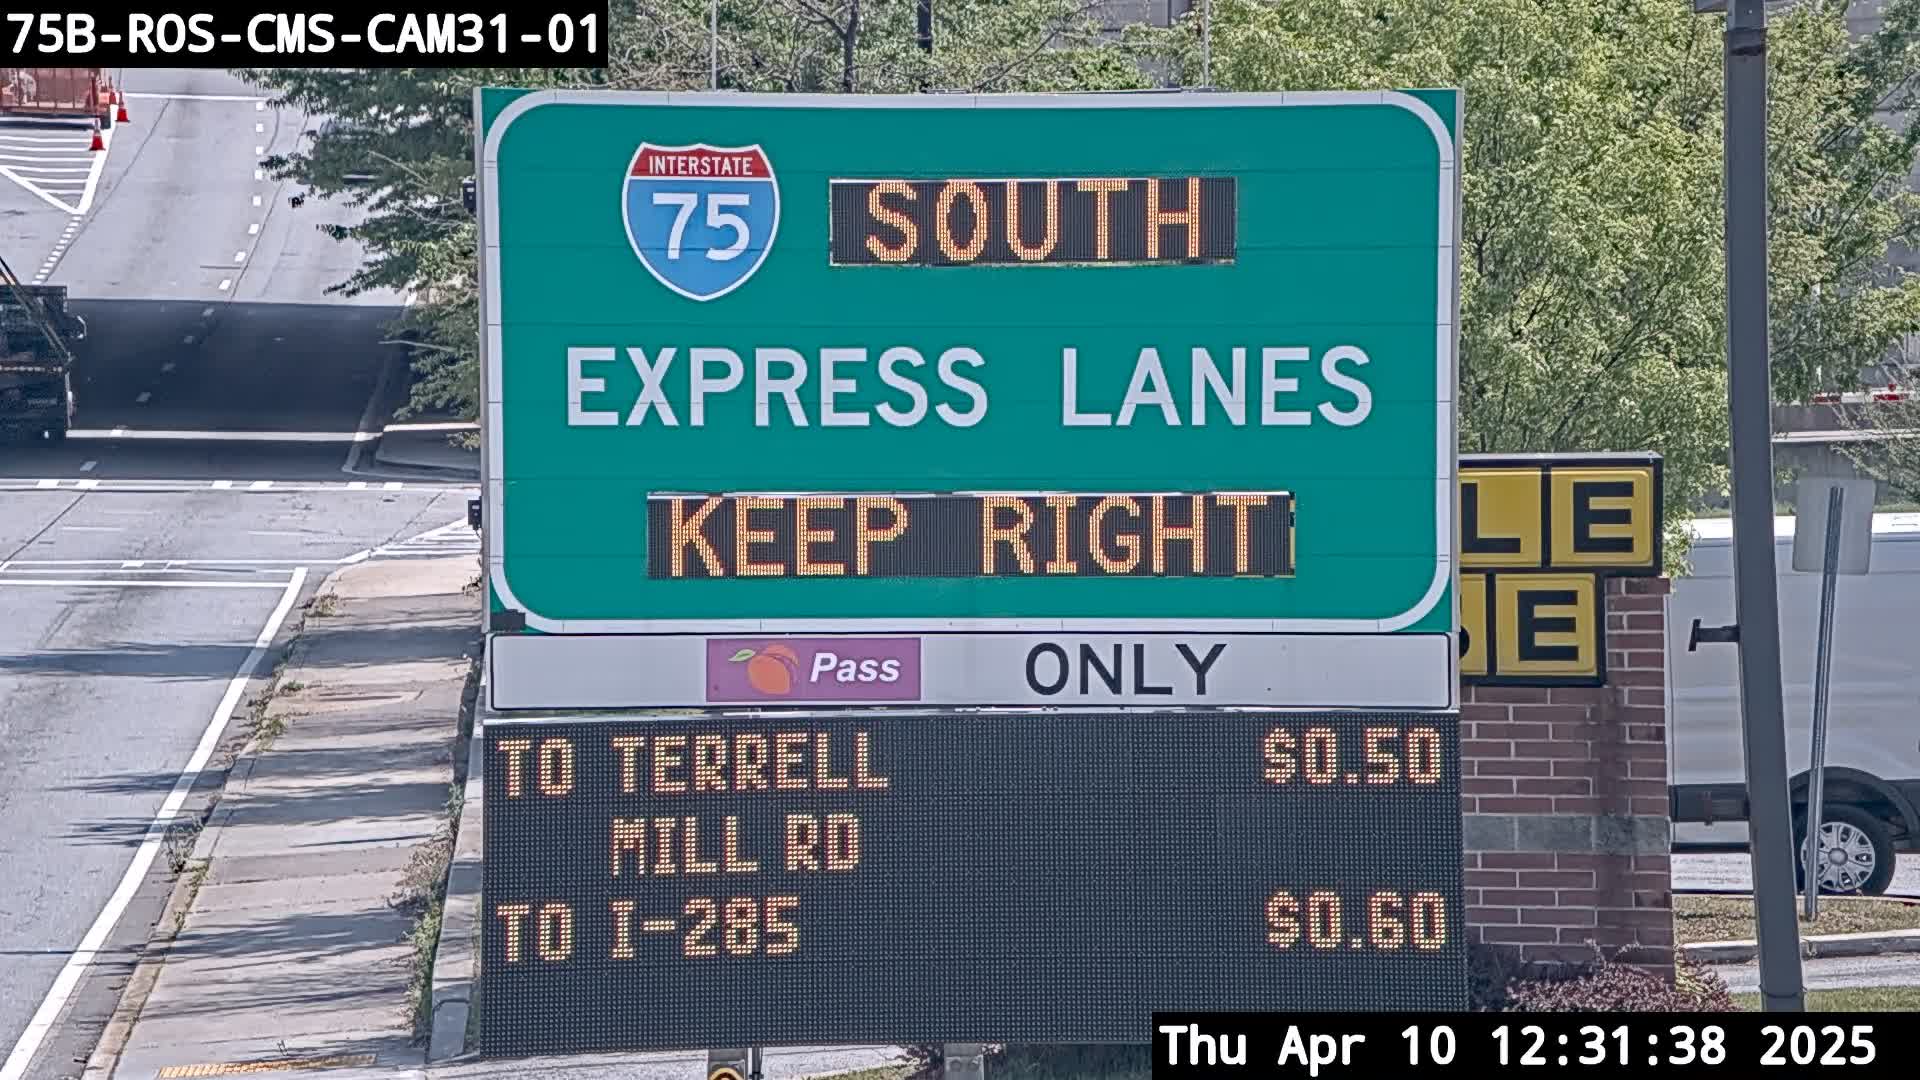 75B-ROS-CMS-CAM31-01
INTERSTATE
75
SOUTH
EXPRESS LANES
KEEP RIGHT
Pass ONLY
TO TERRELL $0.50
MILL RD
TO I-285 $0.60
LE
E
Thu Apr 10 12:31:38 2025